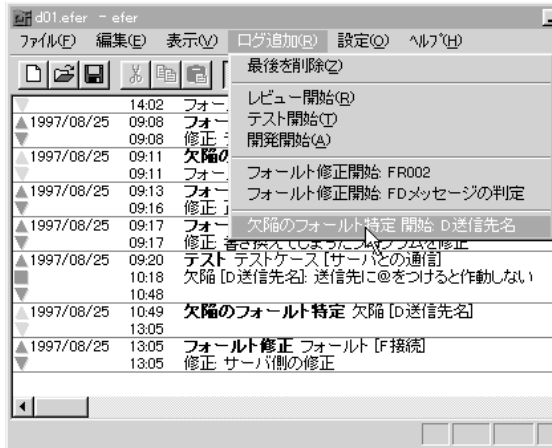 d01.efer - efer
ファイル(F) 編集(E) 表示(V) ログ追加(R) 設定(O) ヘルプ(H)
最後を削除(Z)
レビュー開始(R)
テスト開始(T)
開発開始(A)
フォールト修正開始: FR002
フォールト修正開始: FDメッセージの判定
欠陥のフォールト特定 開始: D送信先名
14:02 フォー
1997/08/25 09:08 フォー
09:08 修正:
1997/08/25 09:11 欠陥の
09:11 フォー
1997/08/25 09:13 フォー
09:16 修正:
1997/08/25 09:17 フォー
09:17 修正: 書き換えてしまったプログラムを修正
1997/08/25 09:20 テスト テストケース [サーバとの通信]
10:18 欠陥 [D送信先名]: 送信先に@をつけると作動しない
10:48
1997/08/25 10:49 欠陥のフォールト特定 欠陥 [D送信先名]
13:05
1997/08/25 13:05 フォールト修正 フォールト [F接続]
13:05 修正: サーバ側の修正